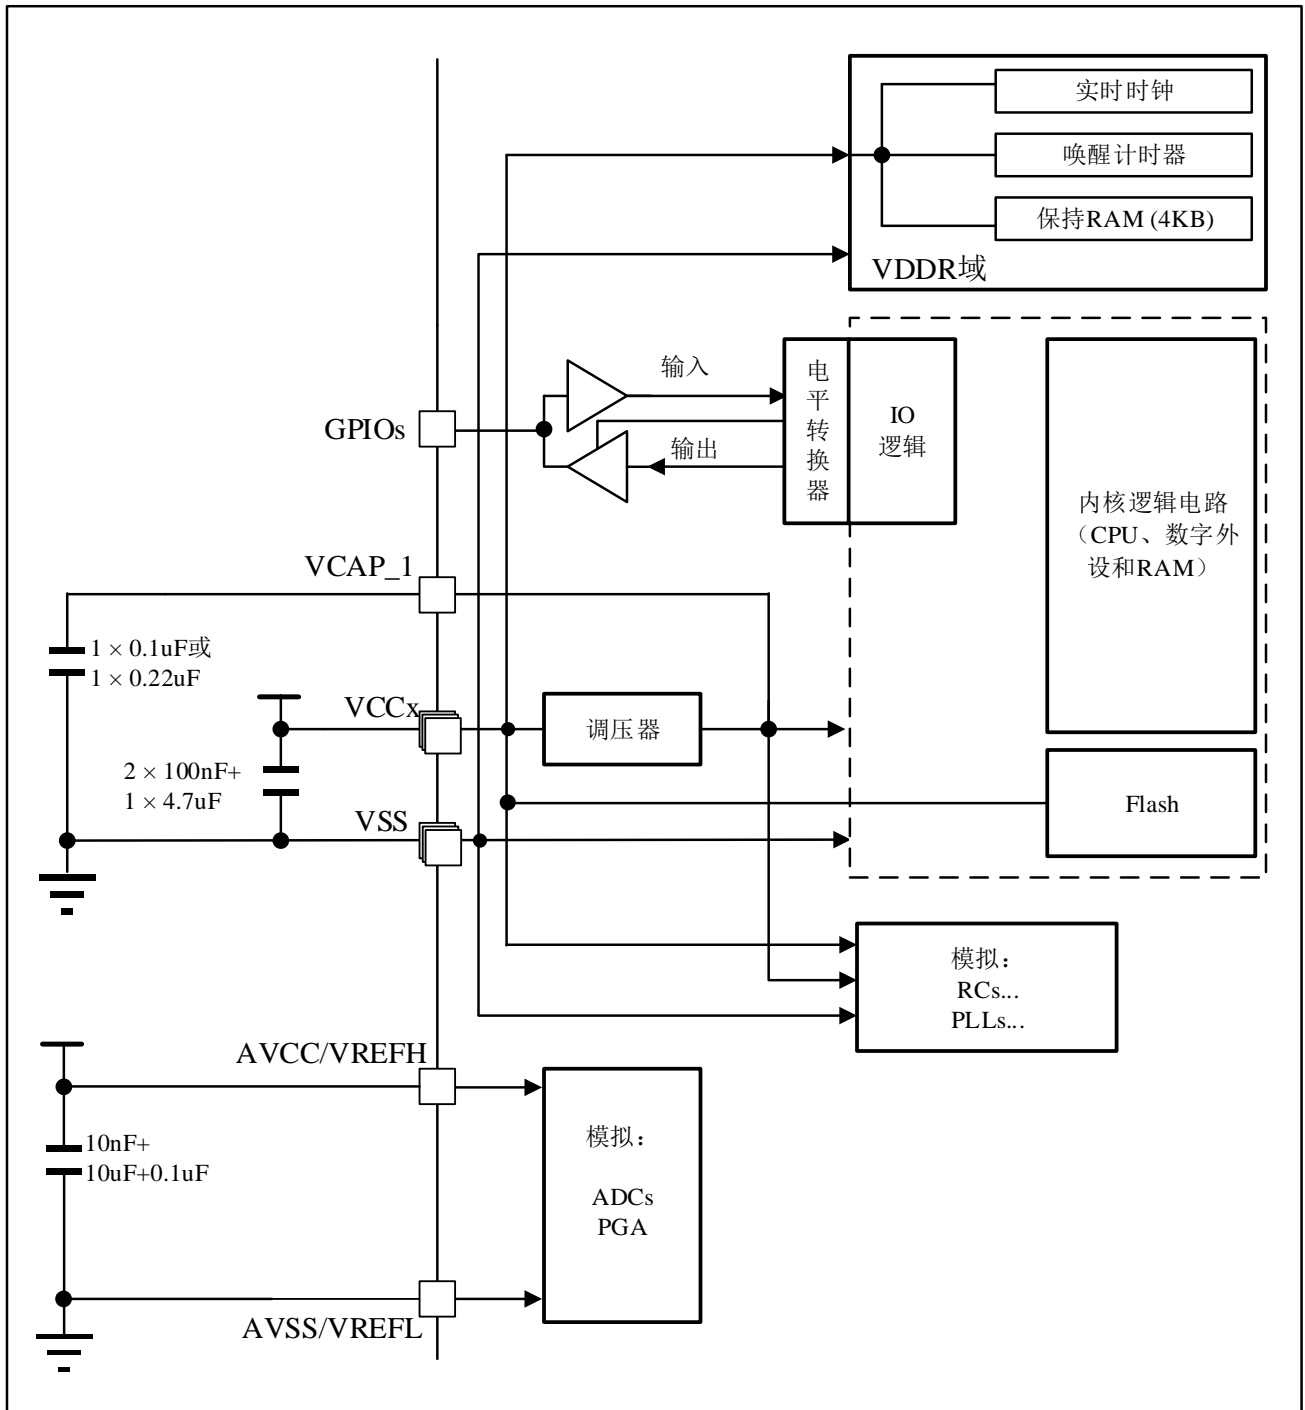 实时时钟
唤醒计时器
保持RAM (4KB)
VDDR域
输入
GPIOs
输出
电
平
转
换
器
IO
逻辑
内核逻辑电路
（CPU、数字外
设和RAM）
VCAP_1
1 × 0.1uF或
1 × 0.22uF
VCCx
调压器
2 × 100nF+
1 × 4.7uF
VSS
Flash
模拟：
RCs...
PLLs...
AVCC/VREFH
10nF+
10uF+0.1uF
模拟：
ADCs
PGA
AVSS/VREFL